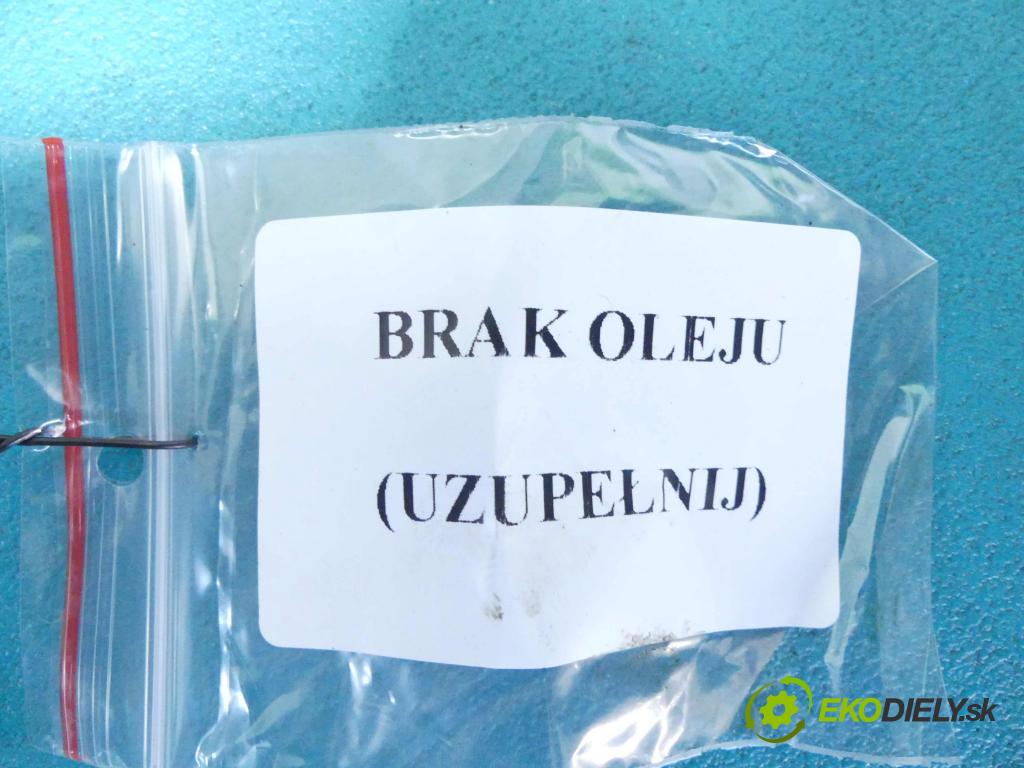 BRAK OLEJU
(UZUPEŁNIJ)
EKODIELY.sk